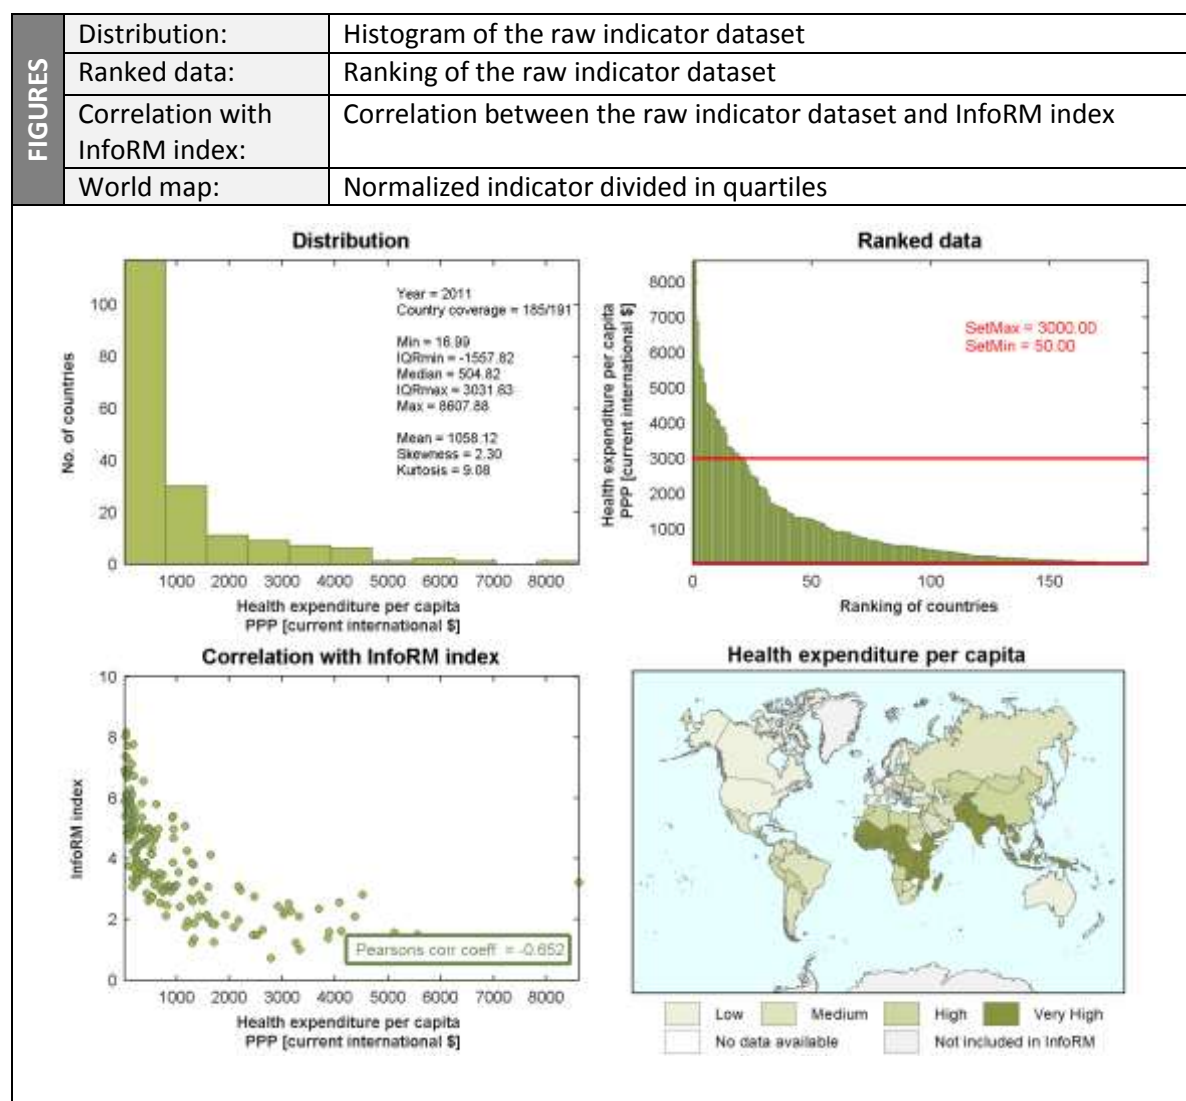 FIGURES
Distribution: Histogram of the raw indicator dataset
Ranked data: Ranking of the raw indicator dataset
Correlation with Correlation between the raw indicator dataset and InfoRM index
InfoRM index:
World map: Normalized indicator divided in quartiles
Distribution
No. of countries
100
80
60
40
20
0
Year = 2011
Country coverage = 185/191
Min = 16.99
IQRmin = -1557.82
Median = 504.82
IQRmax = 3031.63
Max = 8607.88
Mean = 1058.12
Skewness = 2.30
Kurtosis = 9.08
1000 2000 3000 4000 5000 6000 7000 8000
Health expenditure per capita
PPP [current international $]
Ranked data
Health expenditure per capita
PPP [current international $]
8000
7000
6000
5000
4000
3000
2000
1000
SetMax = 3000.00
SetMin = 50.00
0 50 100 150
Ranking of countries
Correlation with InfoRM index
InfoRM index
10
8
6
4
2
0
Pearsons corr coeff = -0.652
1000 2000 3000 4000 5000 6000 7000 8000
Health expenditure per capita
PPP [current international $]
Health expenditure per capita
Low Medium High Very High
No data available Not included in InfoRM